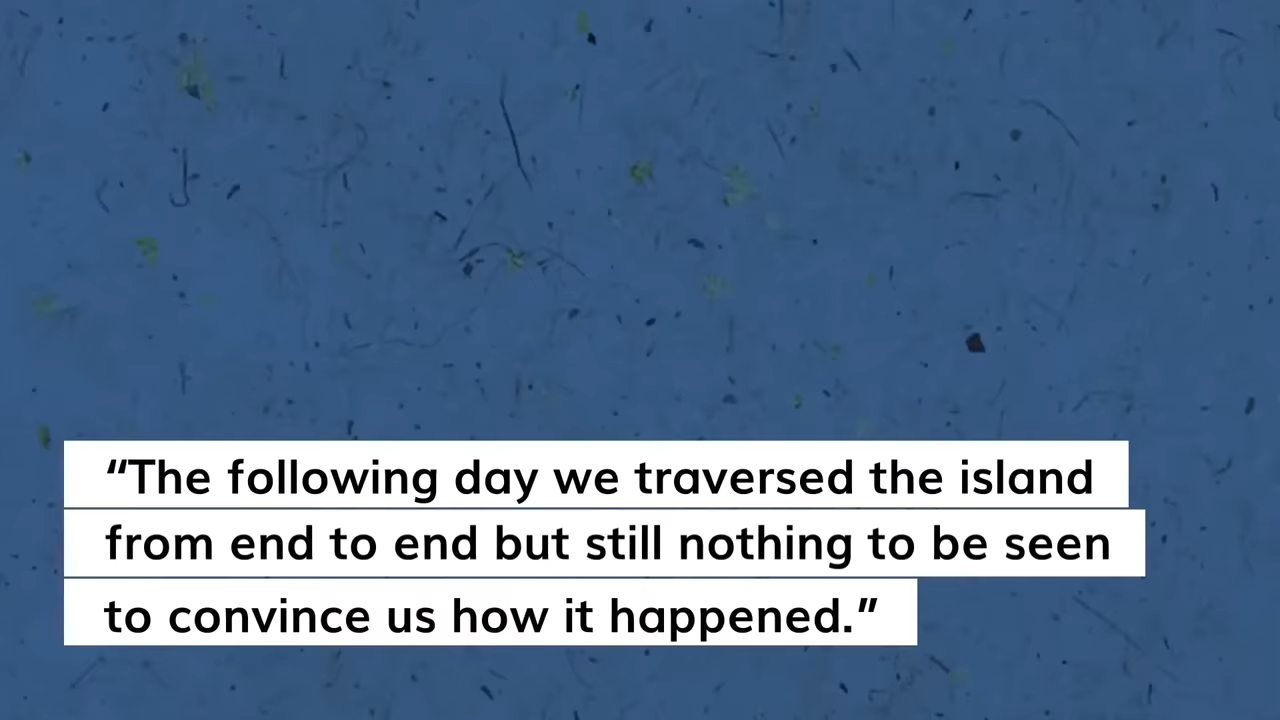 “The following day we traversed the island
from end to end but still nothing to be seen
to convince us how it happened.”